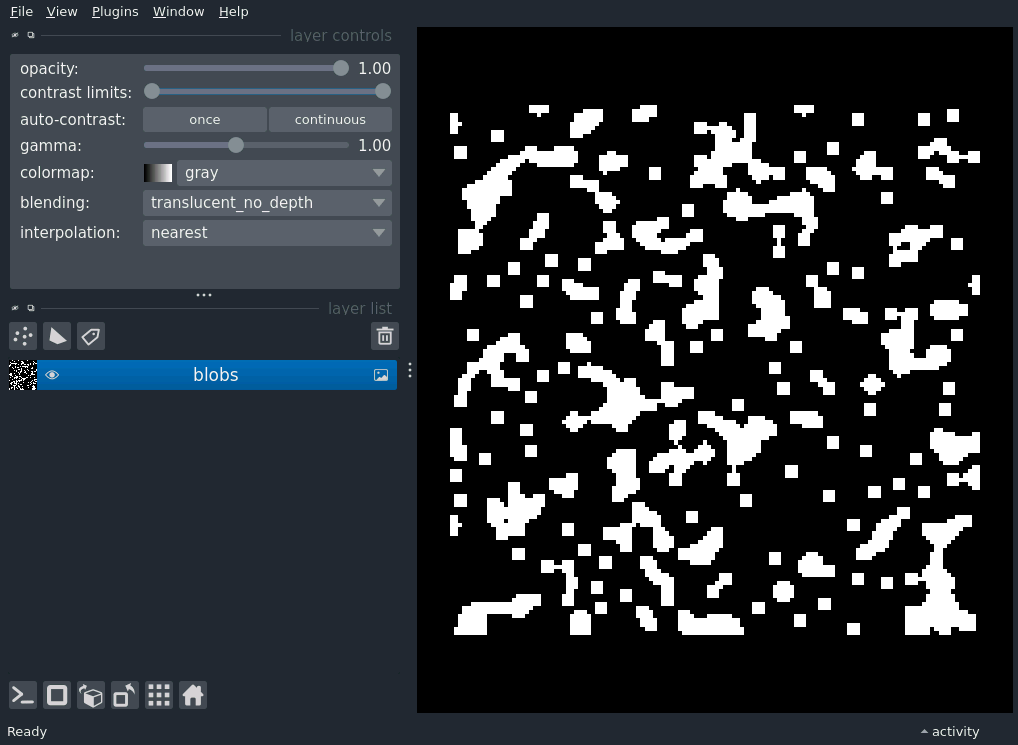 File View Plugins Window Help
layer controls
opacity: 1.00
contrast limits:
auto-contrast: once continuous
gamma: 1.00
colormap: gray
blending: translucent_no_depth
interpolation: nearest
layer list
blobs
Ready activity